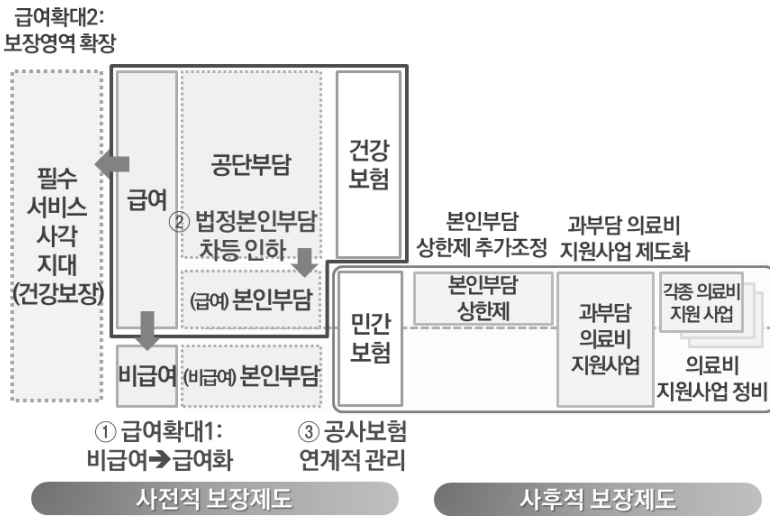 급여확대2:
보장영역 확장
필수
서비스
사각
지대
(건강보장)
급여
공단부담
② 법정본인부담
차등 인하
(급여) 본인부담
건강
보험
비급여
(비급여) 본인부담
민간
보험
① 급여확대1:
비급여➔급여화
③ 공사보험
연계적 관리
본인부담
상한제 추가조정
본인부담
상한제
과부담 의료비
지원사업 제도화
과부담
의료비
지원사업
각종 의료비
지원 사업
의료비
지원사업 정비
사전적 보장제도
사후적 보장제도